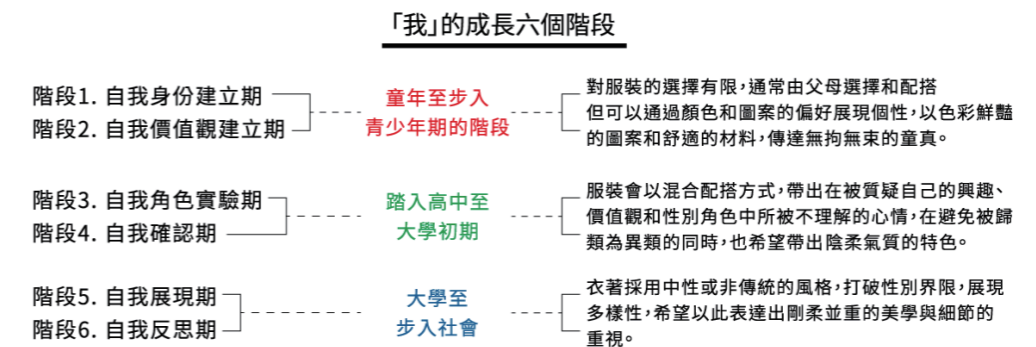 「我」的成長六個階段
階段1. 自我身份建立期
階段2. 自我價值觀建立期
童年至步入
青少年期的階段
對服裝的選擇有限，通常由父母選擇和配搭
但可以通過顏色和圖案的偏好展現個性，以色彩鮮豔
的圖案和舒適的材料，傳達無拘無束的童真。
階段3. 自我角色實驗期
階段4. 自我確認期
踏入高中至
大學初期
服裝會以混合配搭方式，帶出在被質疑自己的興趣、
價值觀和性別角色中所被不理解的心情，在避免被歸
類為異類的同時，也希望帶出陰柔氣質的特色。
階段5. 自我展現期
階段6. 自我反思期
大學至
步入社會
衣著採用中性或非傳統的風格，打破性別界限，展現
多樣性，希望以此表達出剛柔並重的美學與細節的
重視。